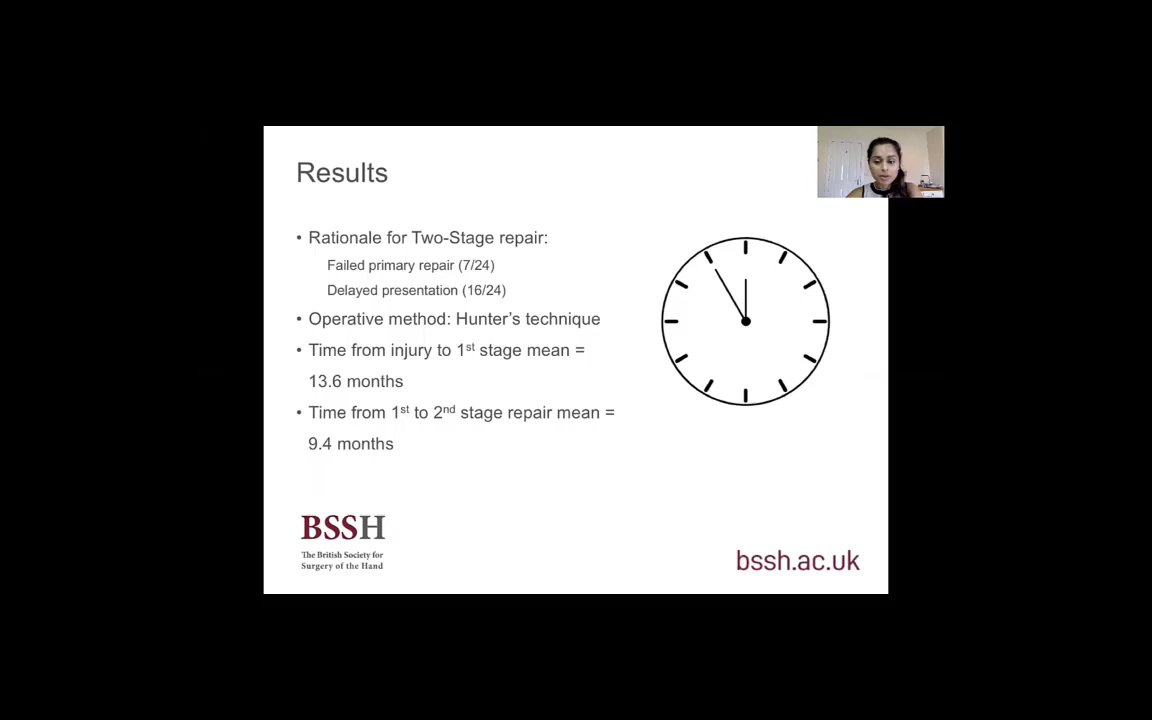 Results
• Rationale for Two-Stage repair:
Failed primary repair (7/24)
Delayed presentation (16/24)
• Operative method: Hunter's technique
• Time from injury to 1st stage mean =
13.6 months
• Time from 1st to 2nd stage repair mean =
9.4 months
BSSH
The British Society for
Surgery of the Hand
bssh.ac.uk